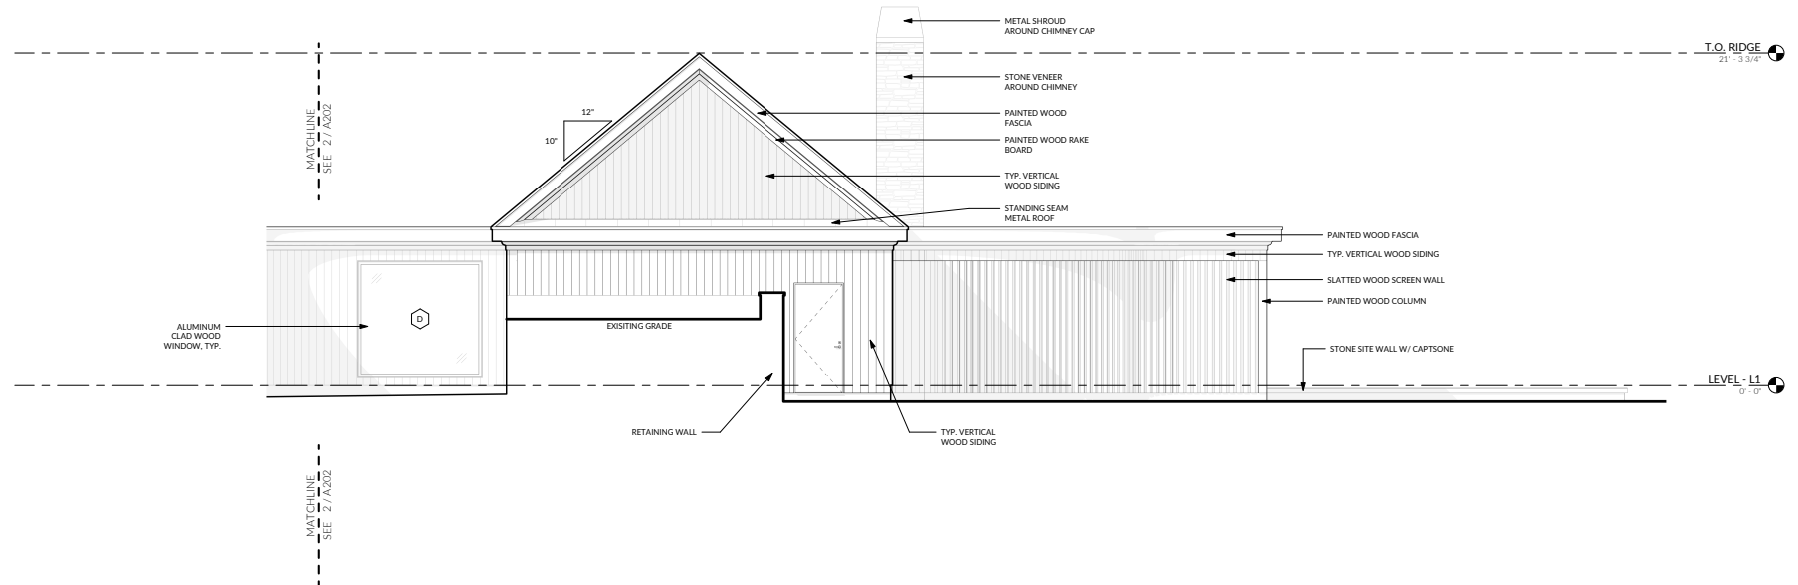 METAL SHROUD
AROUND CHIMNEY CAP
T.O. RIDGE
21' - 3 3/4"
STONE VENEER
AROUND CHIMNEY
12"
10"
PAINTED WOOD
FASCIA
PAINTED WOOD RAKE
BOARD
MATCHLINE
SEE 2 / A202
TYP. VERTICAL
WOOD SIDING
STANDING SEAM
METAL ROOF
PAINTED WOOD FASCIA
TYP. VERTICAL WOOD SIDING
SLATTED WOOD SCREEN WALL
PAINTED WOOD COLUMN
D
ALUMINUM
CLAD WOOD
WINDOW, TYP.
EXISITING GRADE
STONE SITE WALL W/ CAPTSONE
LEVEL - L1
0' - 0"
RETAINING WALL
TYP. VERTICAL
WOOD SIDING
MATCHLINE
SEE 2 / A202